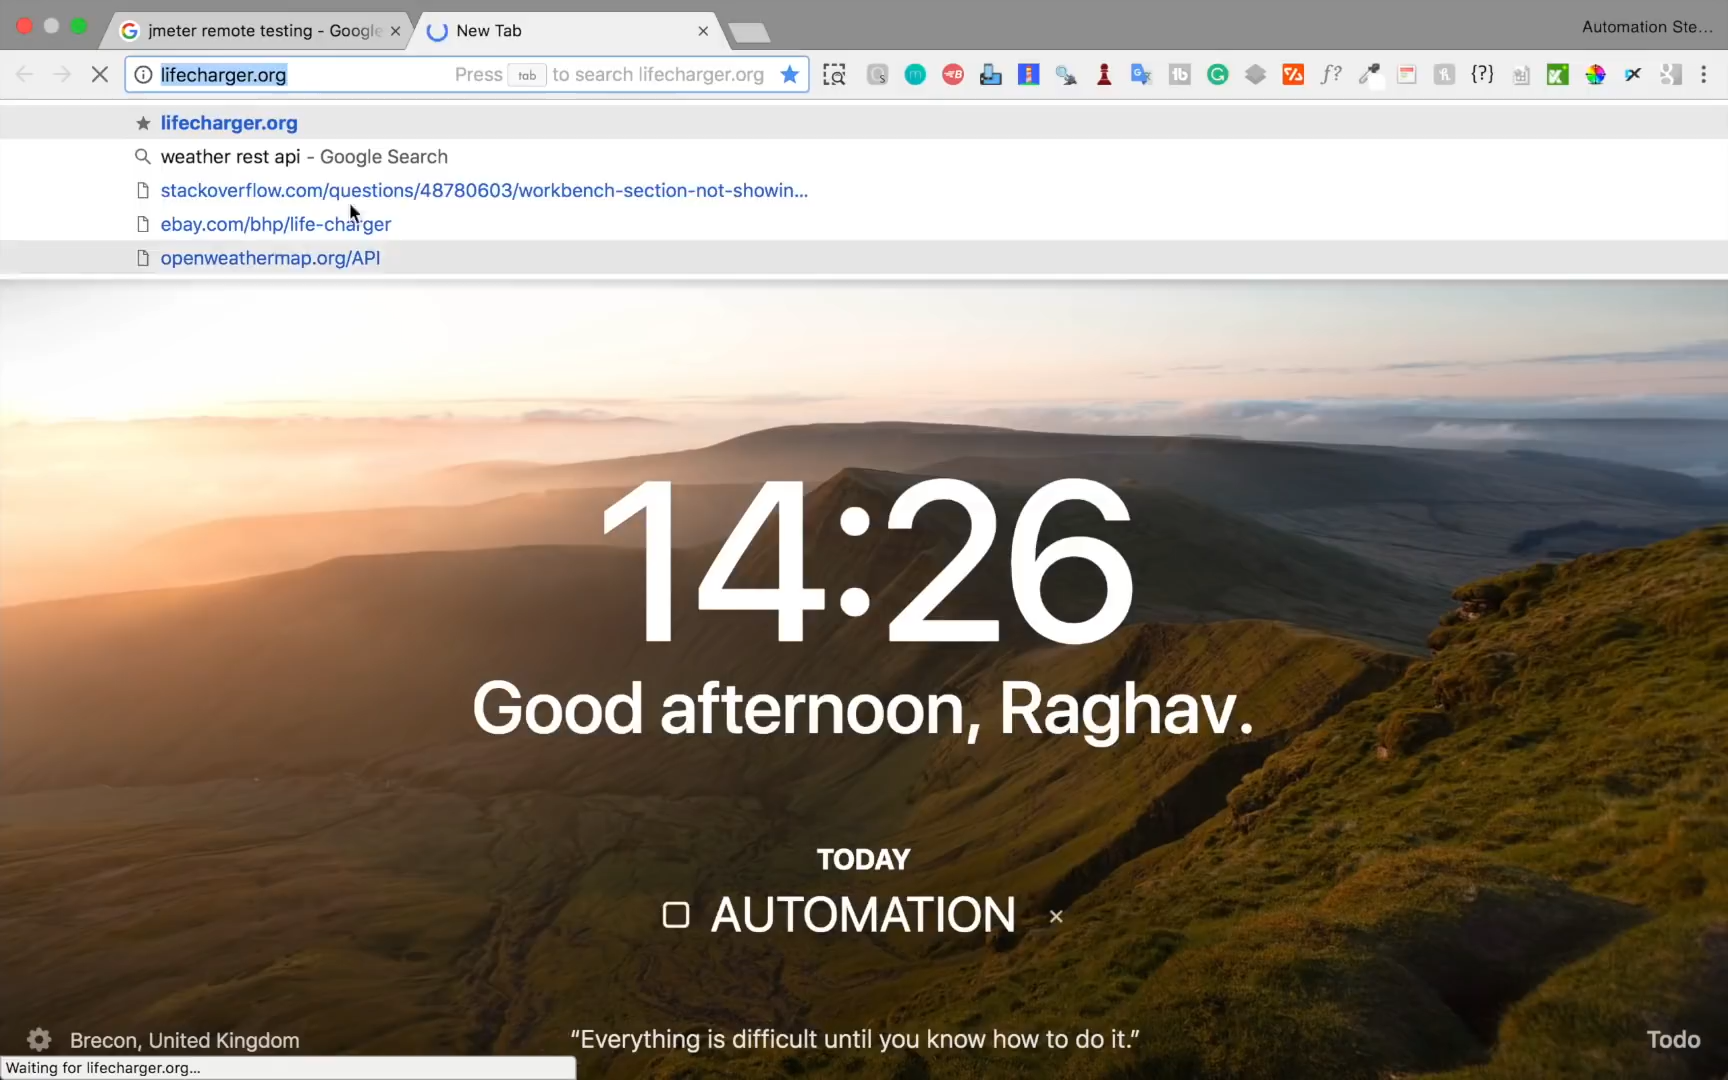 jmeter remote testing - Google
New Tab
Automation Ste...
lifecharger.org
Press tab to search lifecharger.org
lifecharger.org
weather rest api - Google Search
stackoverflow.com/questions/48780603/workbench-section-not-showin...
ebay.com/bhp/life-charger
openweathermap.org/API
14:26
Good afternoon, Raghav.
TODAY
AUTOMATION
Brecon, United Kingdom
“Everything is difficult until you know how to do it.”
Todo
Waiting for lifecharger.org...